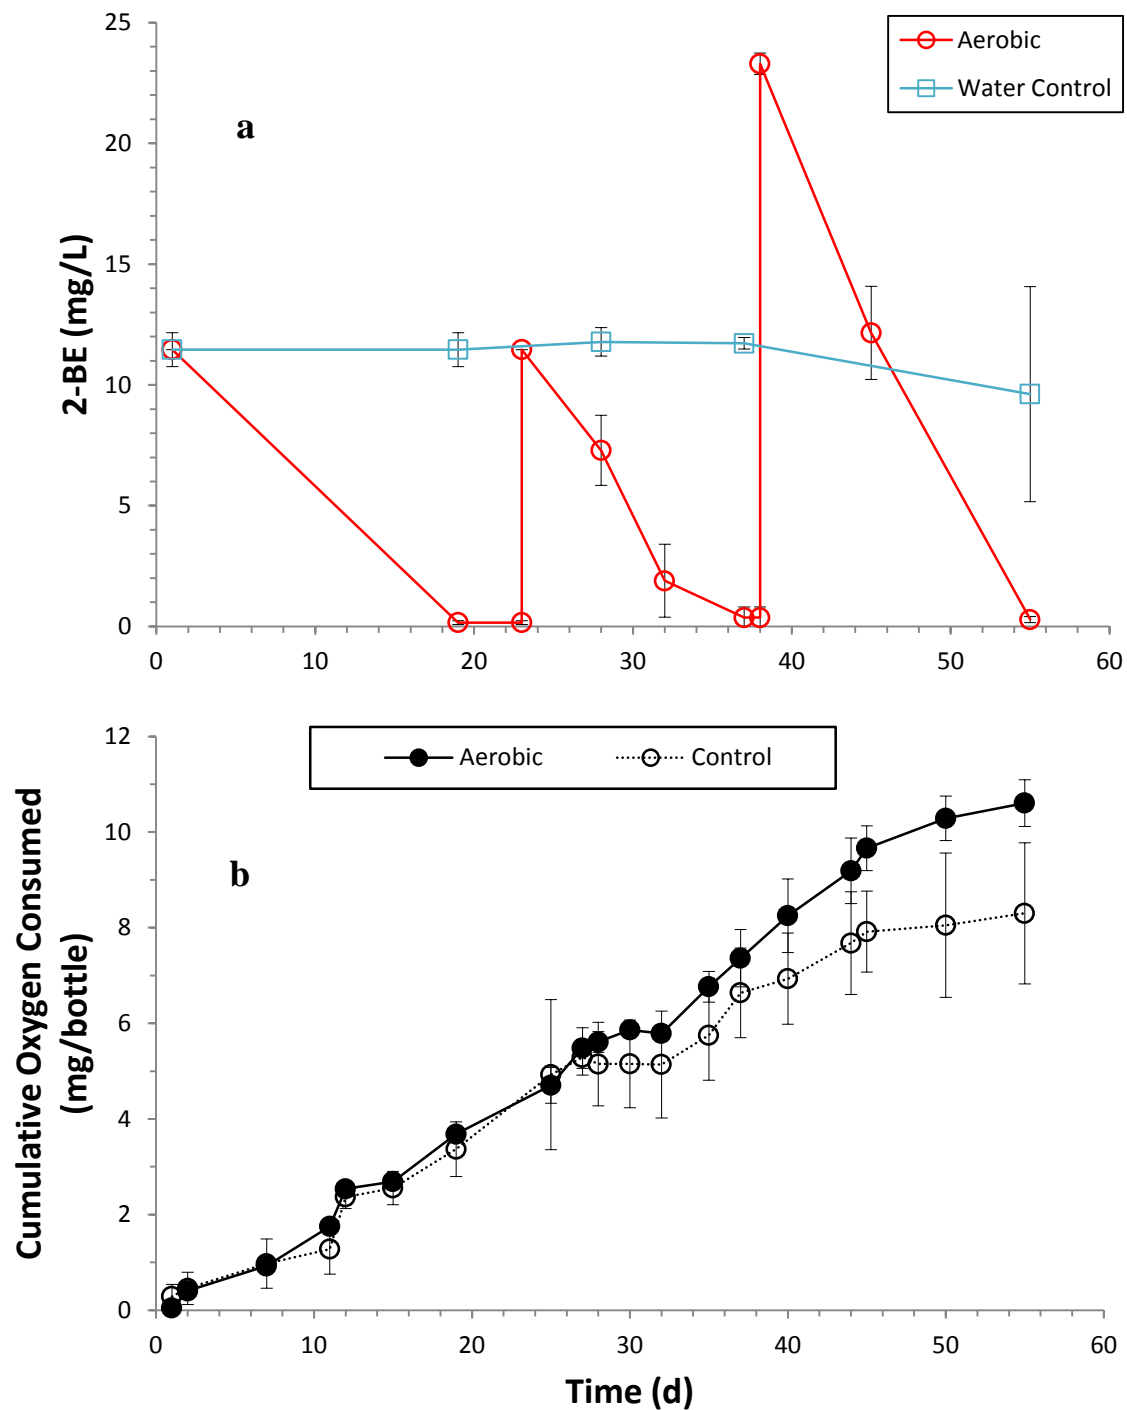 25
20
15
10
5
0
2-BE (mg/L)
a
Aerobic
Water Control
0 10 20 30 40 50 60
12
10
8
6
4
2
0
Cumulative Oxygen Consumed
(mg/bottle)
Aerobic Control
b
0 10 20 30 40 50 60
Time (d)